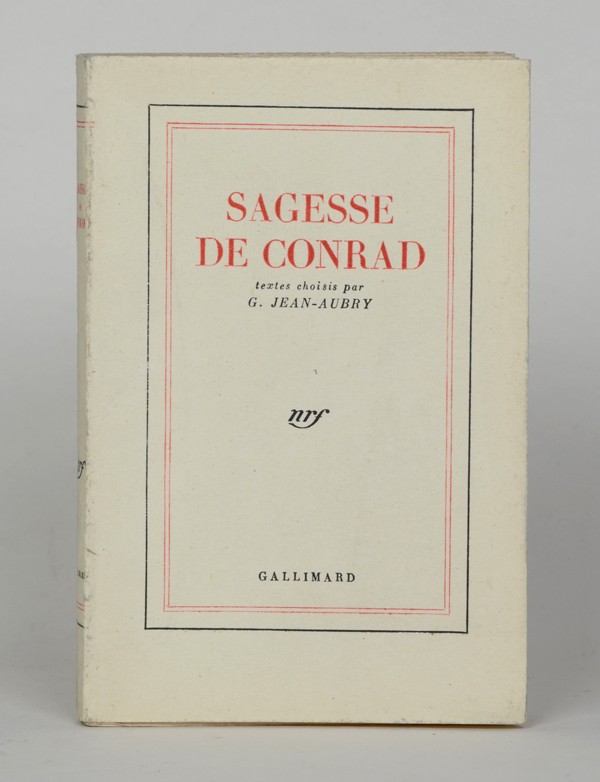 SAGESSE
DE CONRAD
textes choisis par
G. JEAN-AUBRY
nrf
GALLIMARD